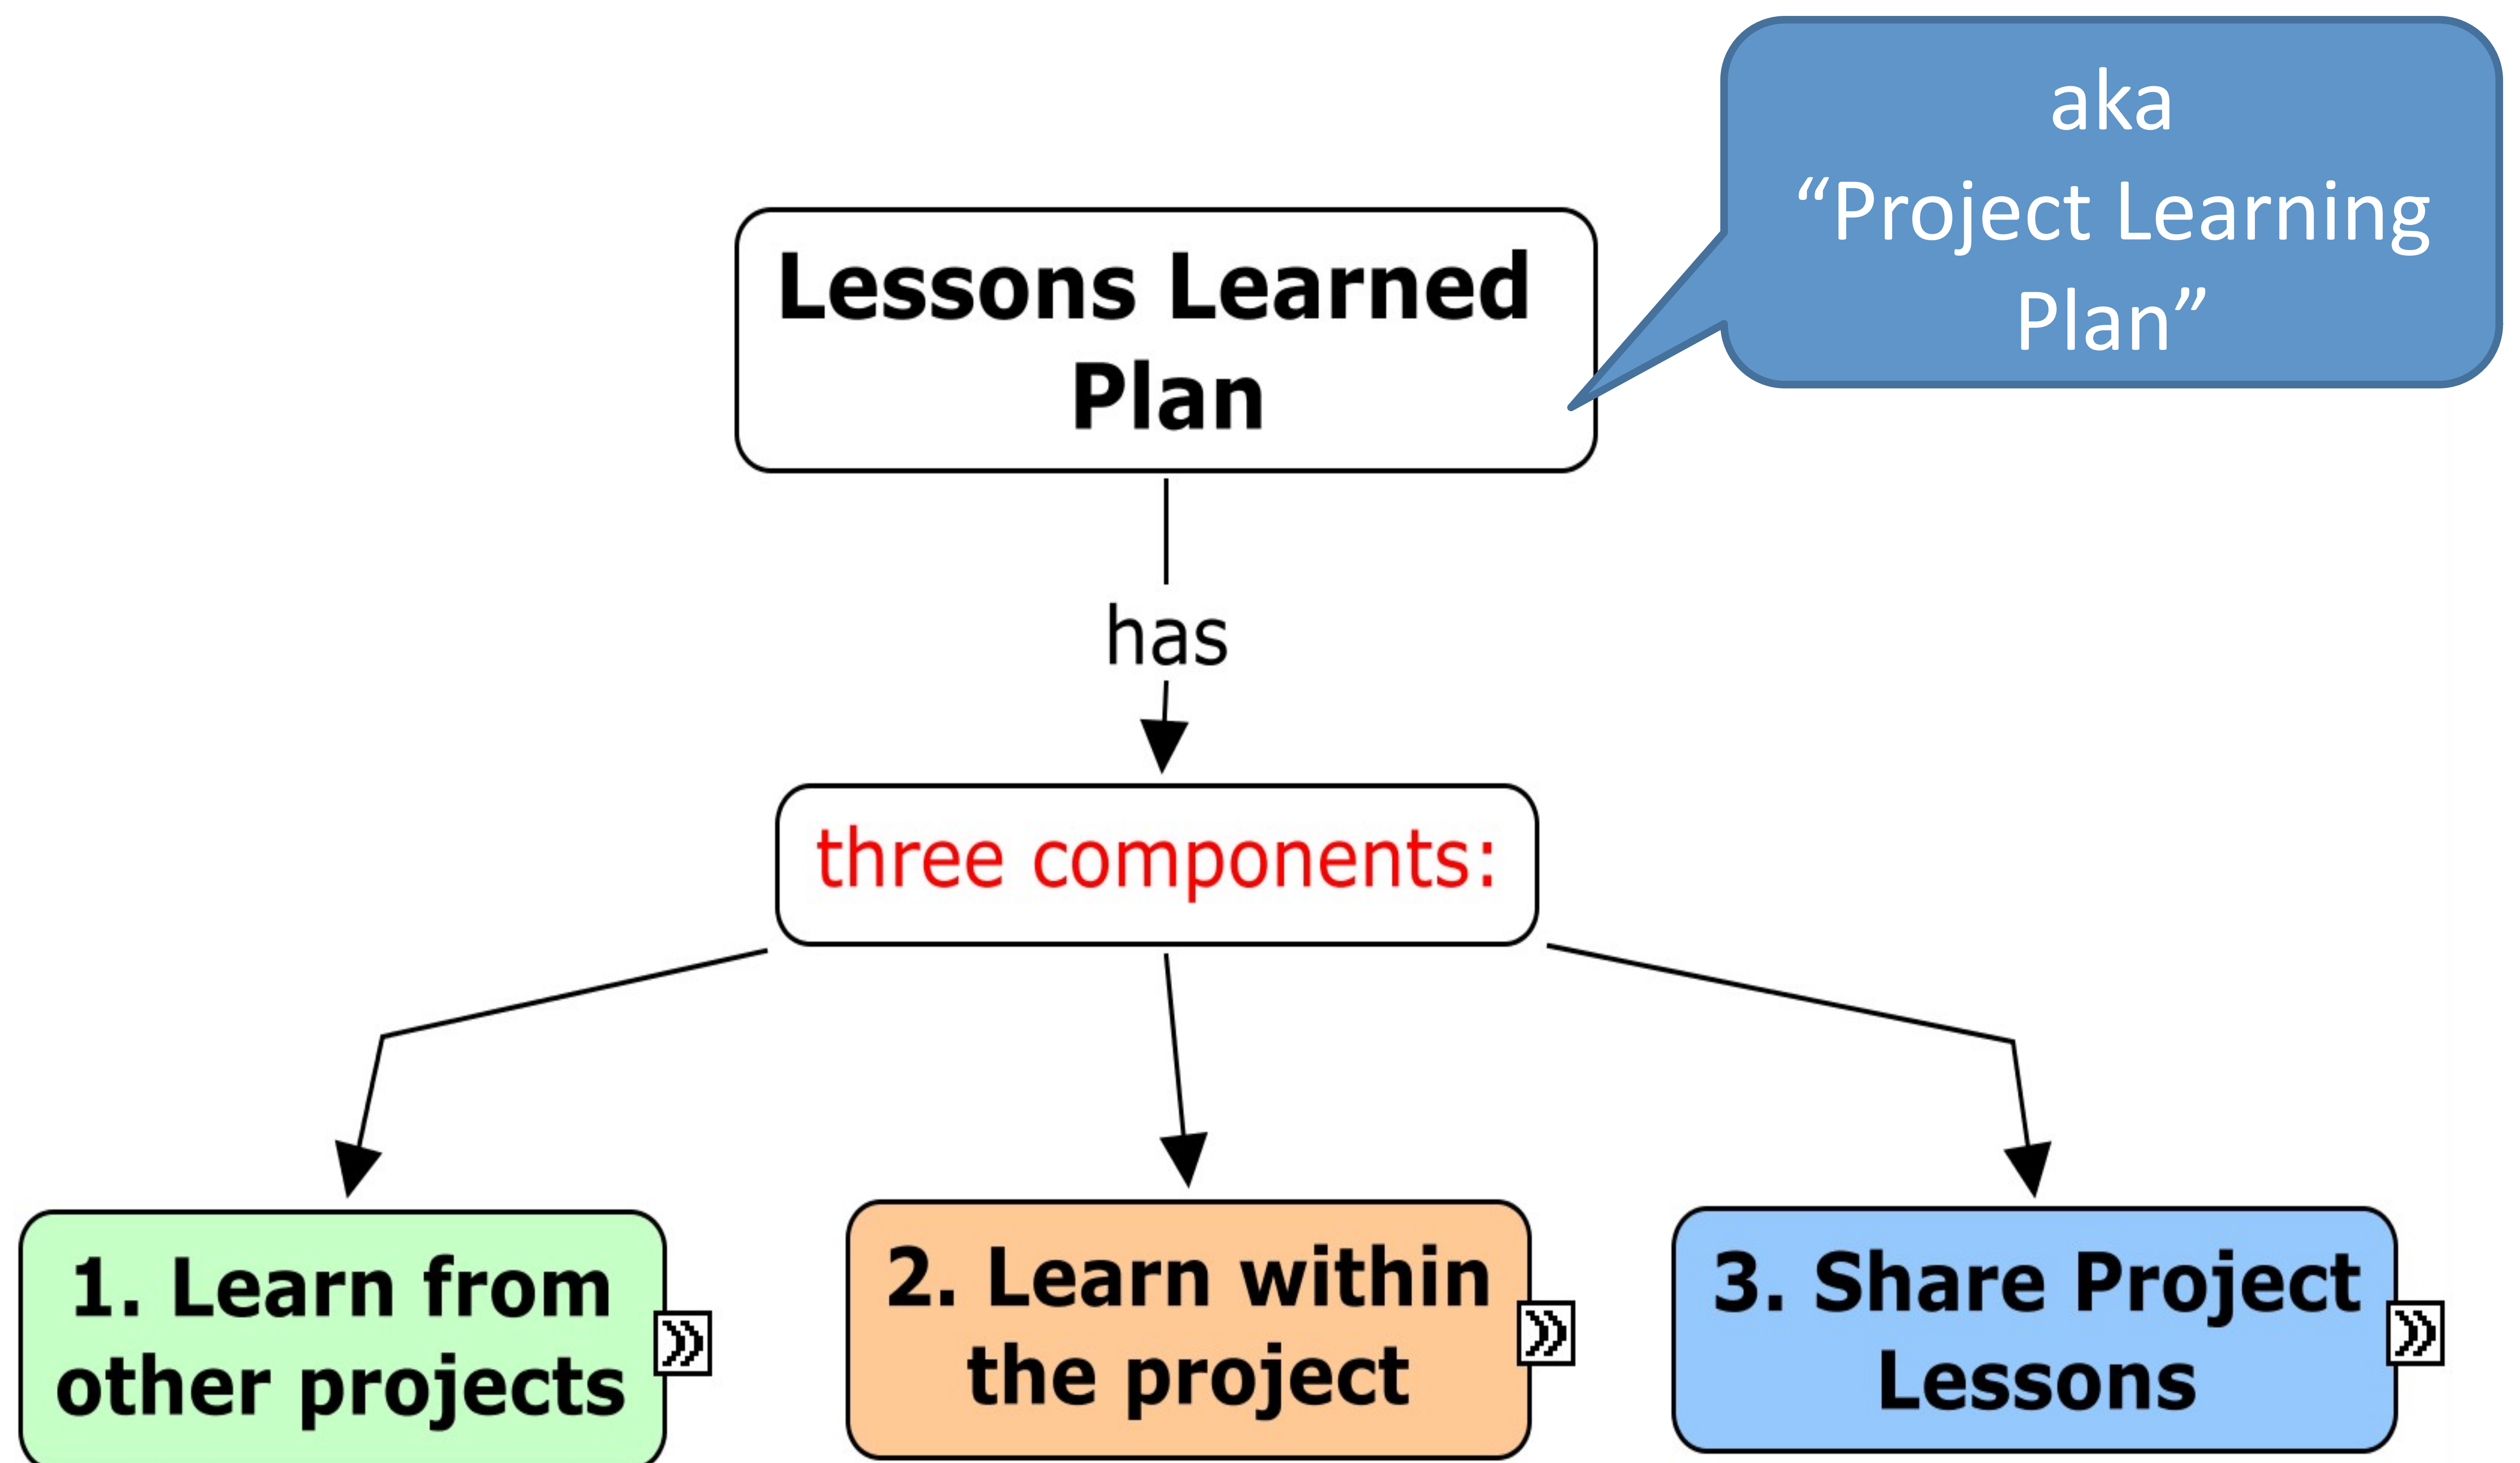 aka
“Project Learning
Plan”
Lessons Learned
Plan
has
three components:
1. Learn from
other projects
2. Learn within
the project
3. Share Project
Lessons